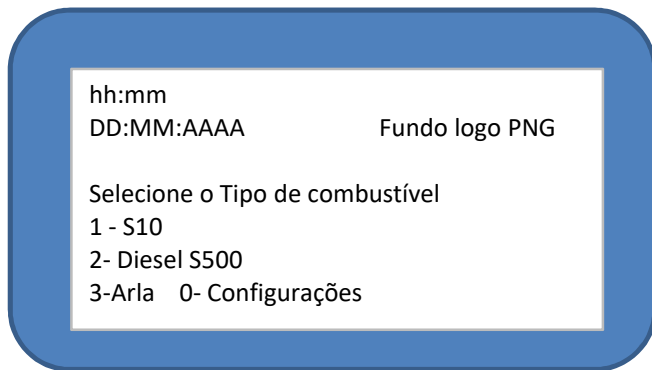 hh:mm
DD:MM:AAAA Fundo logo PNG
Selecione o Tipo de combustível
1 - S10
2- Diesel S500
3-Arla 0- Configurações